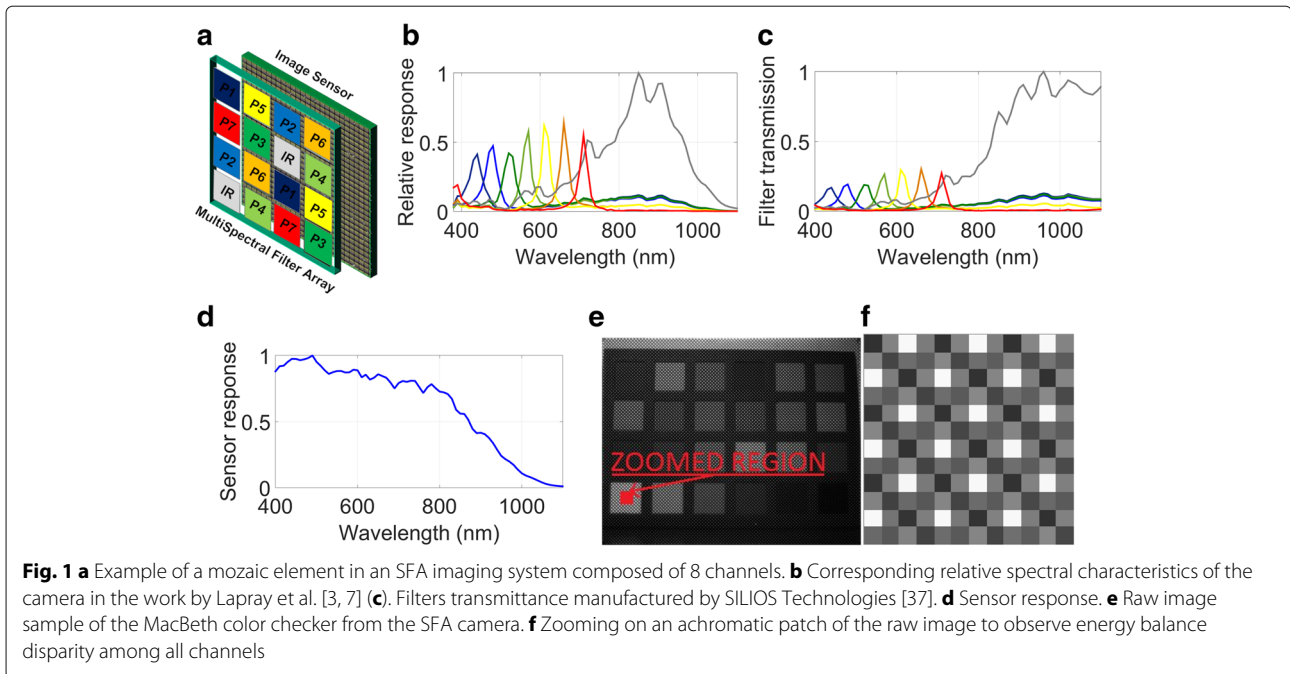 a
Image Sensor
P1
P5
P2
P6
P7
P3
IR
P4
P2
P6
P1
P5
IR
P4
P7
P3
MultiSpectral Filter Array
b
Relative response
1
0.5
0
400 600 800 1000
Wavelength (nm)
c
Filter transmission
1
0.5
0
400 600 800 1000
Wavelength (nm)
d
Sensor response
1
0.5
0
400 600 800 1000
Wavelength (nm)
e
ZOOMED REGION
f
Fig. 1 a Example of a mozaic element in an SFA imaging system composed of 8 channels. b Corresponding relative spectral characteristics of the
camera in the work by Lapray et al. [3, 7] (c). Filters transmittance manufactured by SILIOS Technologies [37]. d Sensor response. e Raw image
sample of the MacBeth color checker from the SFA camera. f Zooming on an achromatic patch of the raw image to observe energy balance
disparity among all channels